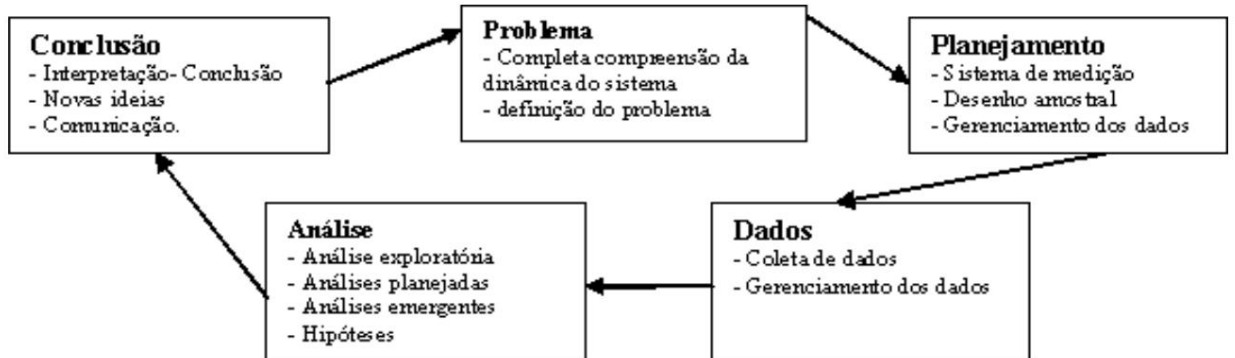 Problema
- Completa compreensão da
dinâmica do sistema
- definição do problema
Planejamento
- Sistema de medição
- Desenho amostral
- Gerenciamento dos dados
Dados
- Coleta de dados
- Gerenciamento dos dados
Análise
- Análise exploratória
- Análises planejadas
- Análises emergentes
- Hipóteses
Conclusão
- Interpretação- Conclusão
- Novas ideias
- Comunicação.